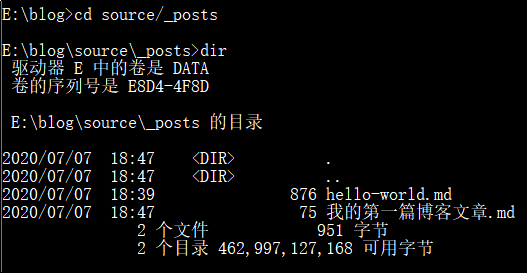 E:\blog>cd source/_posts
E:\blog\source\_posts>dir
驱动器 E 中的卷是 DATA
卷的序列号是 E8D4-4F8D
E:\blog\source\_posts 的目录
2020/07/07  18:47    <DIR>          .
2020/07/07  18:47    <DIR>          ..
2020/07/07  18:39               876 hello-world.md
2020/07/07  18:47                75 我的第一篇博客文章.md
2 个文件            951 字节
2 个目录 462,997,127,168 可用字节